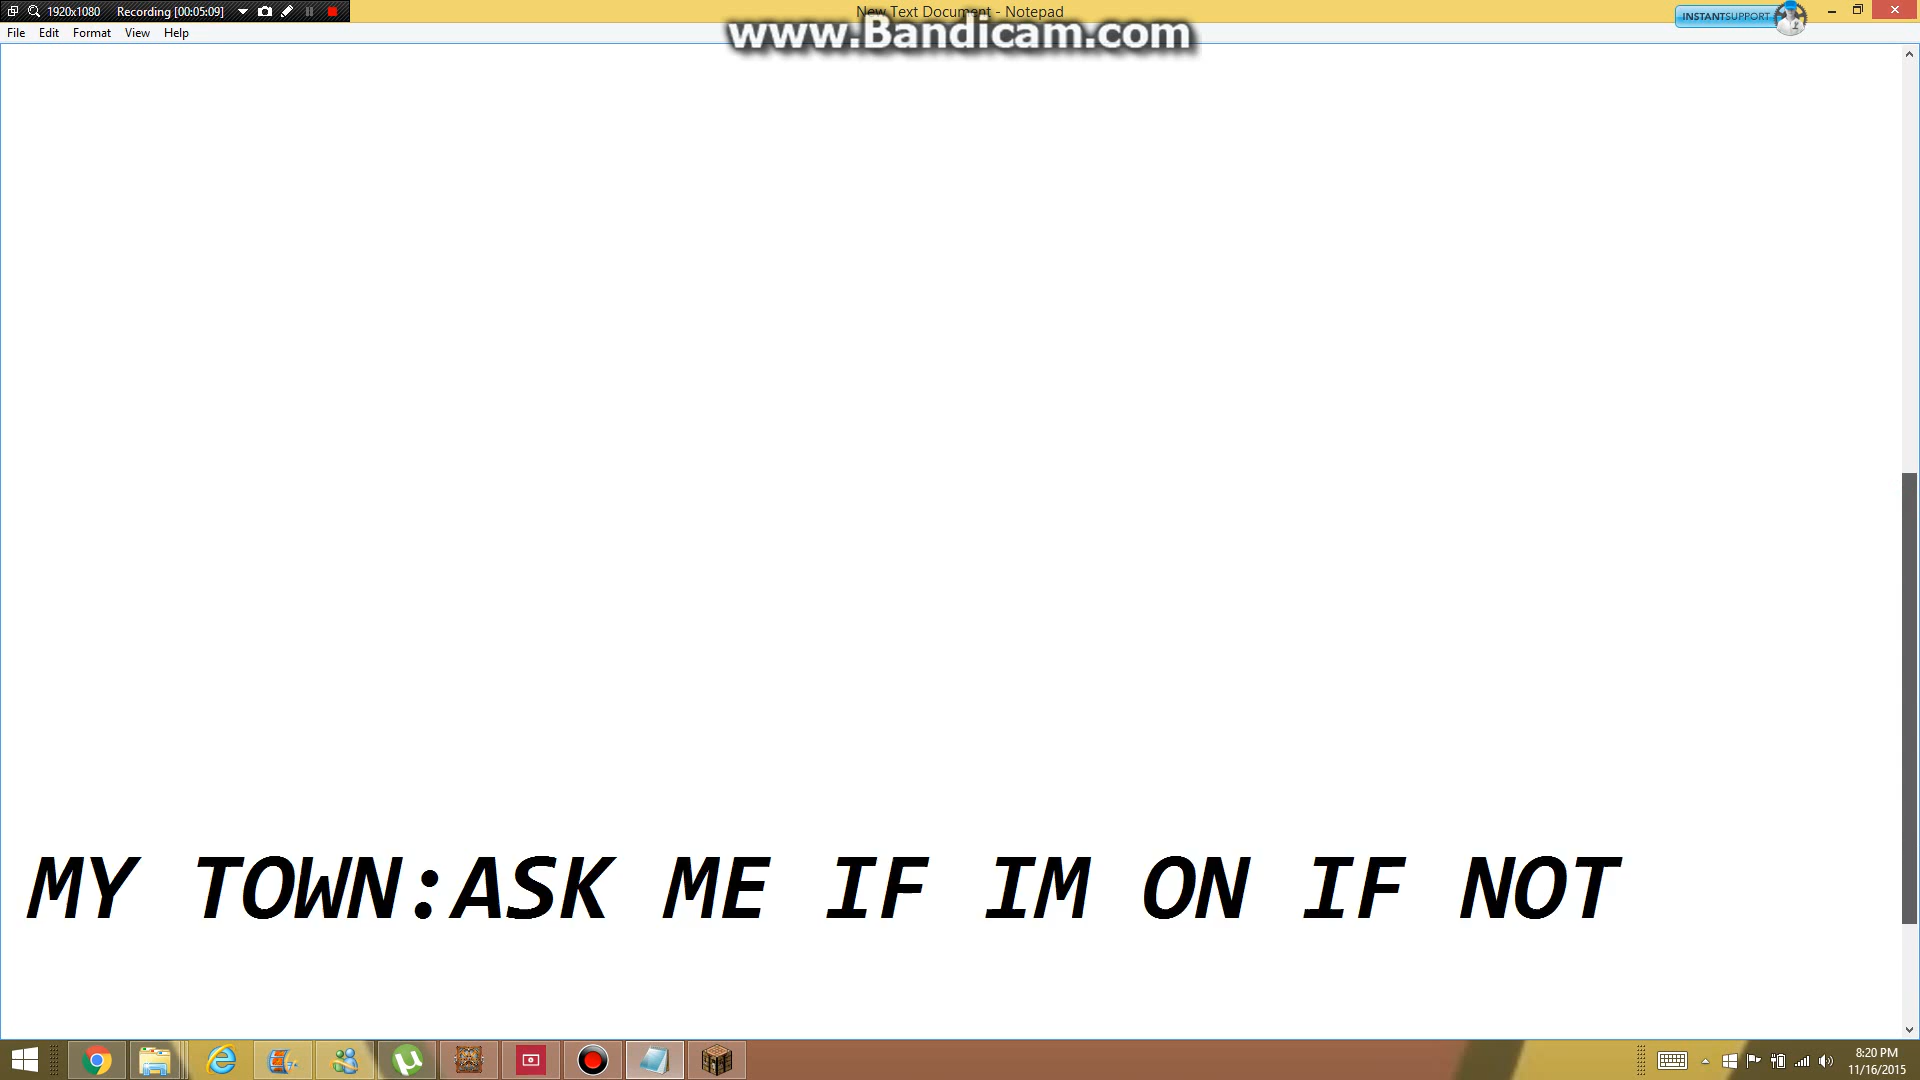 1920x1080 Recording [00:05:09]
New Text Document - Notepad
www.Bandicam.com
INSTANTSUPPORT
File Edit Format View Help
MY TOWN:ASK ME IF IM ON IF NOT
8:20 PM
11/16/2015